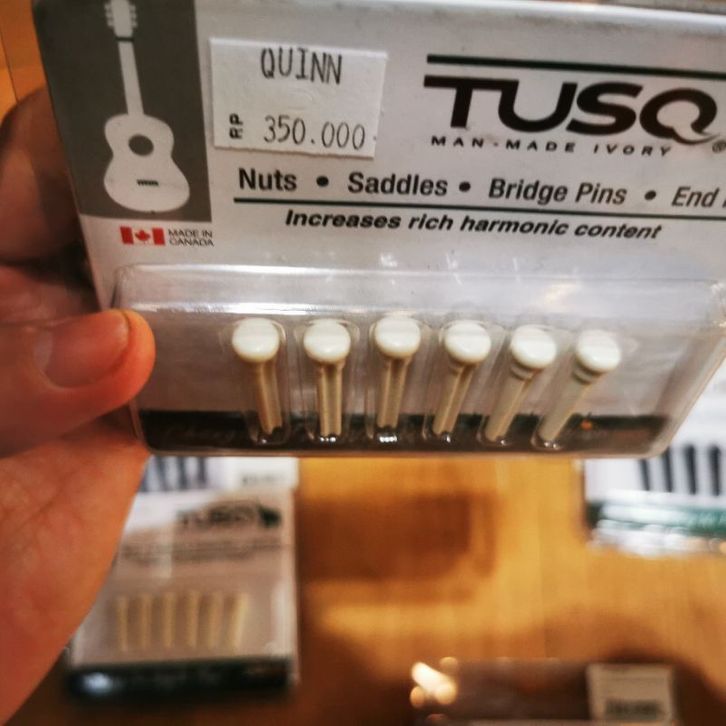 QUINN
RP 350.000
TUSQ®
MAN-MADE IVORY
Nuts • Saddles • Bridge Pins • End
Increases rich harmonic content
MADE IN
CANADA
TUSQ